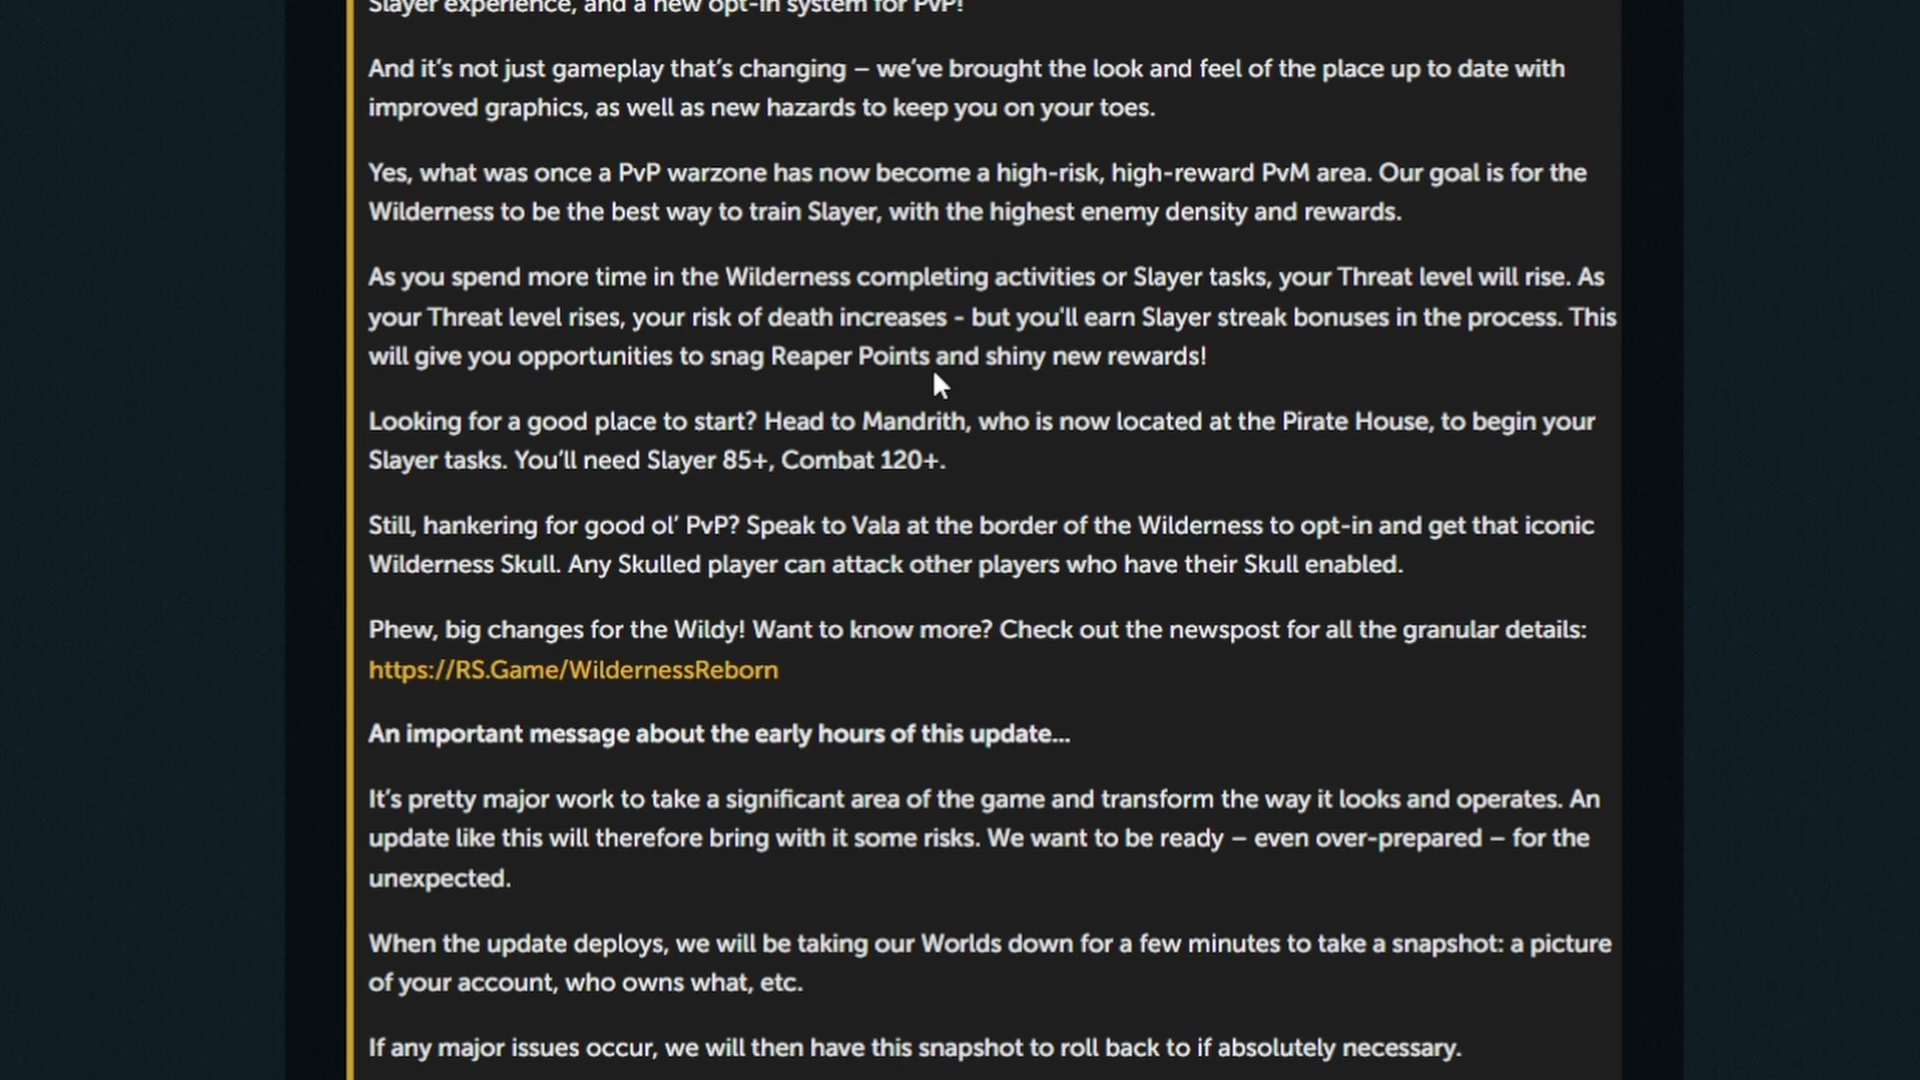 Slayer experience, and a new opt-in system for PvP!
And it’s not just gameplay that’s changing – we’ve brought the look and feel of the place up to date with
improved graphics, as well as new hazards to keep you on your toes.
Yes, what was once a PvP warzone has now become a high-risk, high-reward PvM area. Our goal is for the
Wilderness to be the best way to train Slayer, with the highest enemy density and rewards.
As you spend more time in the Wilderness completing activities or Slayer tasks, your Threat level will rise. As
your Threat level rises, your risk of death increases - but you'll earn Slayer streak bonuses in the process. This
will give you opportunities to snag Reaper Points and shiny new rewards!
Looking for a good place to start? Head to Mandrith, who is now located at the Pirate House, to begin your
Slayer tasks. You’ll need Slayer 85+, Combat 120+.
Still, hankering for good ol’ PvP? Speak to Vala at the border of the Wilderness to opt-in and get that iconic
Wilderness Skull. Any Skulled player can attack other players who have their Skull enabled.
Phew, big changes for the Wildy! Want to know more? Check out the newspost for all the granular details:
https://RS.Game/WildernessReborn
An important message about the early hours of this update...
It’s pretty major work to take a significant area of the game and transform the way it looks and operates. An
update like this will therefore bring with it some risks. We want to be ready – even over-prepared – for the
unexpected.
When the update deploys, we will be taking our Worlds down for a few minutes to take a snapshot: a picture
of your account, who owns what, etc.
If any major issues occur, we will then have this snapshot to roll back to if absolutely necessary.